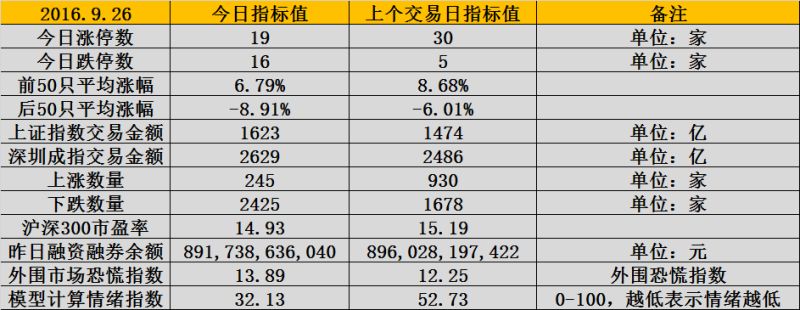 2016.9.26 今日指标值 上个交易日指标值 备注
今日涨停数 19 30 单位：家
今日跌停数 16 5 单位：家
前50只平均涨幅 6.79% 8.68%
后50只平均涨幅 -8.91% -6.01%
上证指数交易金额 1623 1474 单位：亿
深圳成指交易金额 2629 2486 单位：亿
上涨数量 245 930 单位：家
下跌数量 2425 1678 单位：家
沪深300市盈率 14.93 15.19
昨日融资融券余额 891,738,636,040 896,028,197,422 单位：元
外围市场恐慌指数 13.89 12.25 外围恐慌指数
模型计算情绪指数 32.13 52.73 0-100，越低表示情绪越低